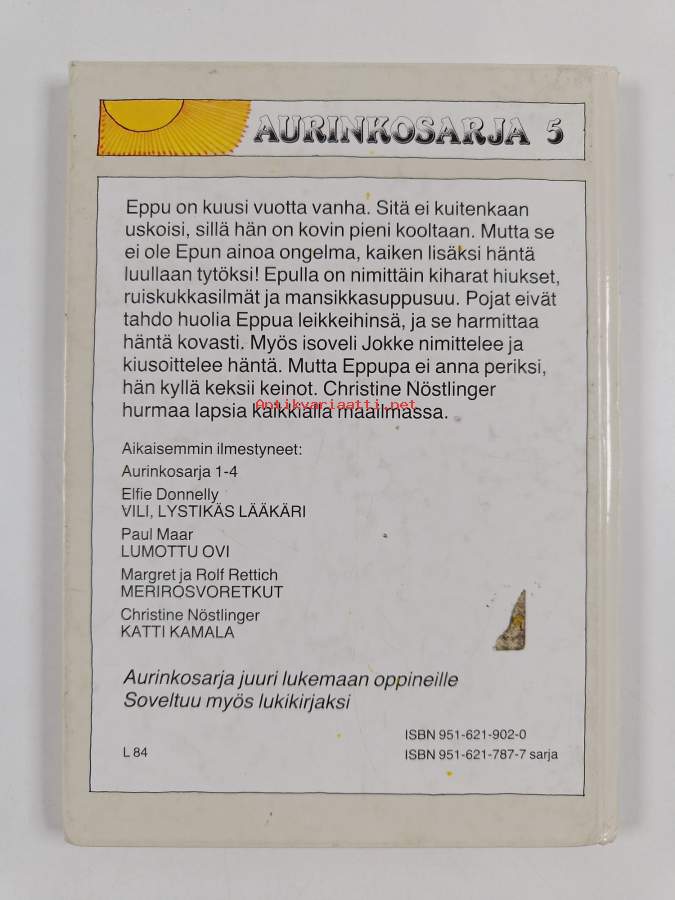 AURINKOSARJA 5
Eppu on kuusi vuotta vanha. Sitä ei kuitenkaan
uskoisi, sillä hän on kovin pieni kooltaan. Mutta se
ei ole Epun ainoa ongelma, kaiken lisäksi häntä
luullaan tytöksi! Epulla on nimittäin kiharat hiukset,
ruiskukkasilmät ja mansikkasuppusuu. Pojat eivät
tahdo huolia Eppua leikkeihinsä, ja se harmittaa
häntä kovasti. Myös isoveli Jokke nimittelee ja
kiusoittelee häntä. Mutta Eppupa ei anna periksi,
hän kyllä keksii keinot. Christine Nöstlinger
hurmaa lapsia kaikkialla maailmassa.
Antikvariaatti.net
Aikaisemmin ilmestyneet:
Aurinkosarja 1-4
Elfie Donnelly
VILI, LYSTIKÄS LÄÄKÄRI
Paul Maar
LUMOTTU OVI
Margret ja Rolf Rettich
MERIROSVORETKUT
Christine Nöstlinger
KATTI KAMALA
Aurinkosarja juuri lukemaan oppineille
Soveltuu myös lukikirjaksi
ISBN 951-621-902-0
L 84
ISBN 951-621-787-7 sarja